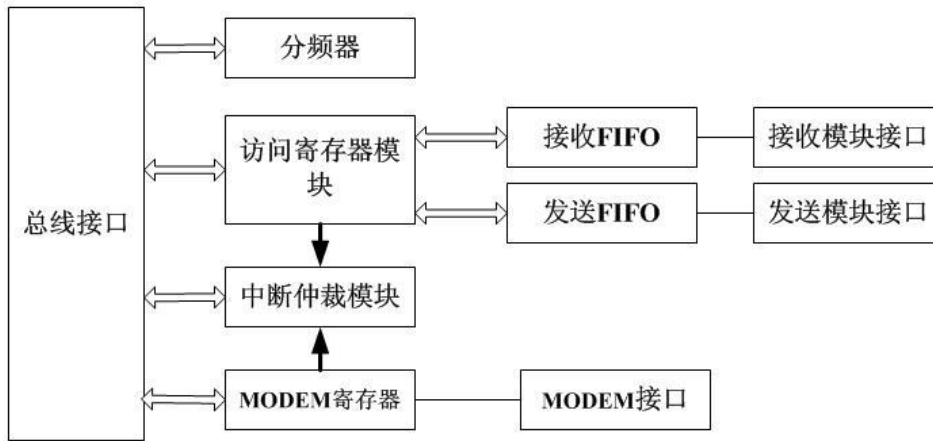 总线接口
分频器
访问寄存器模
块
接收FIFO
接收模块接口
发送FIFO
发送模块接口
中断仲裁模块
MODEM寄存器
MODEM接口